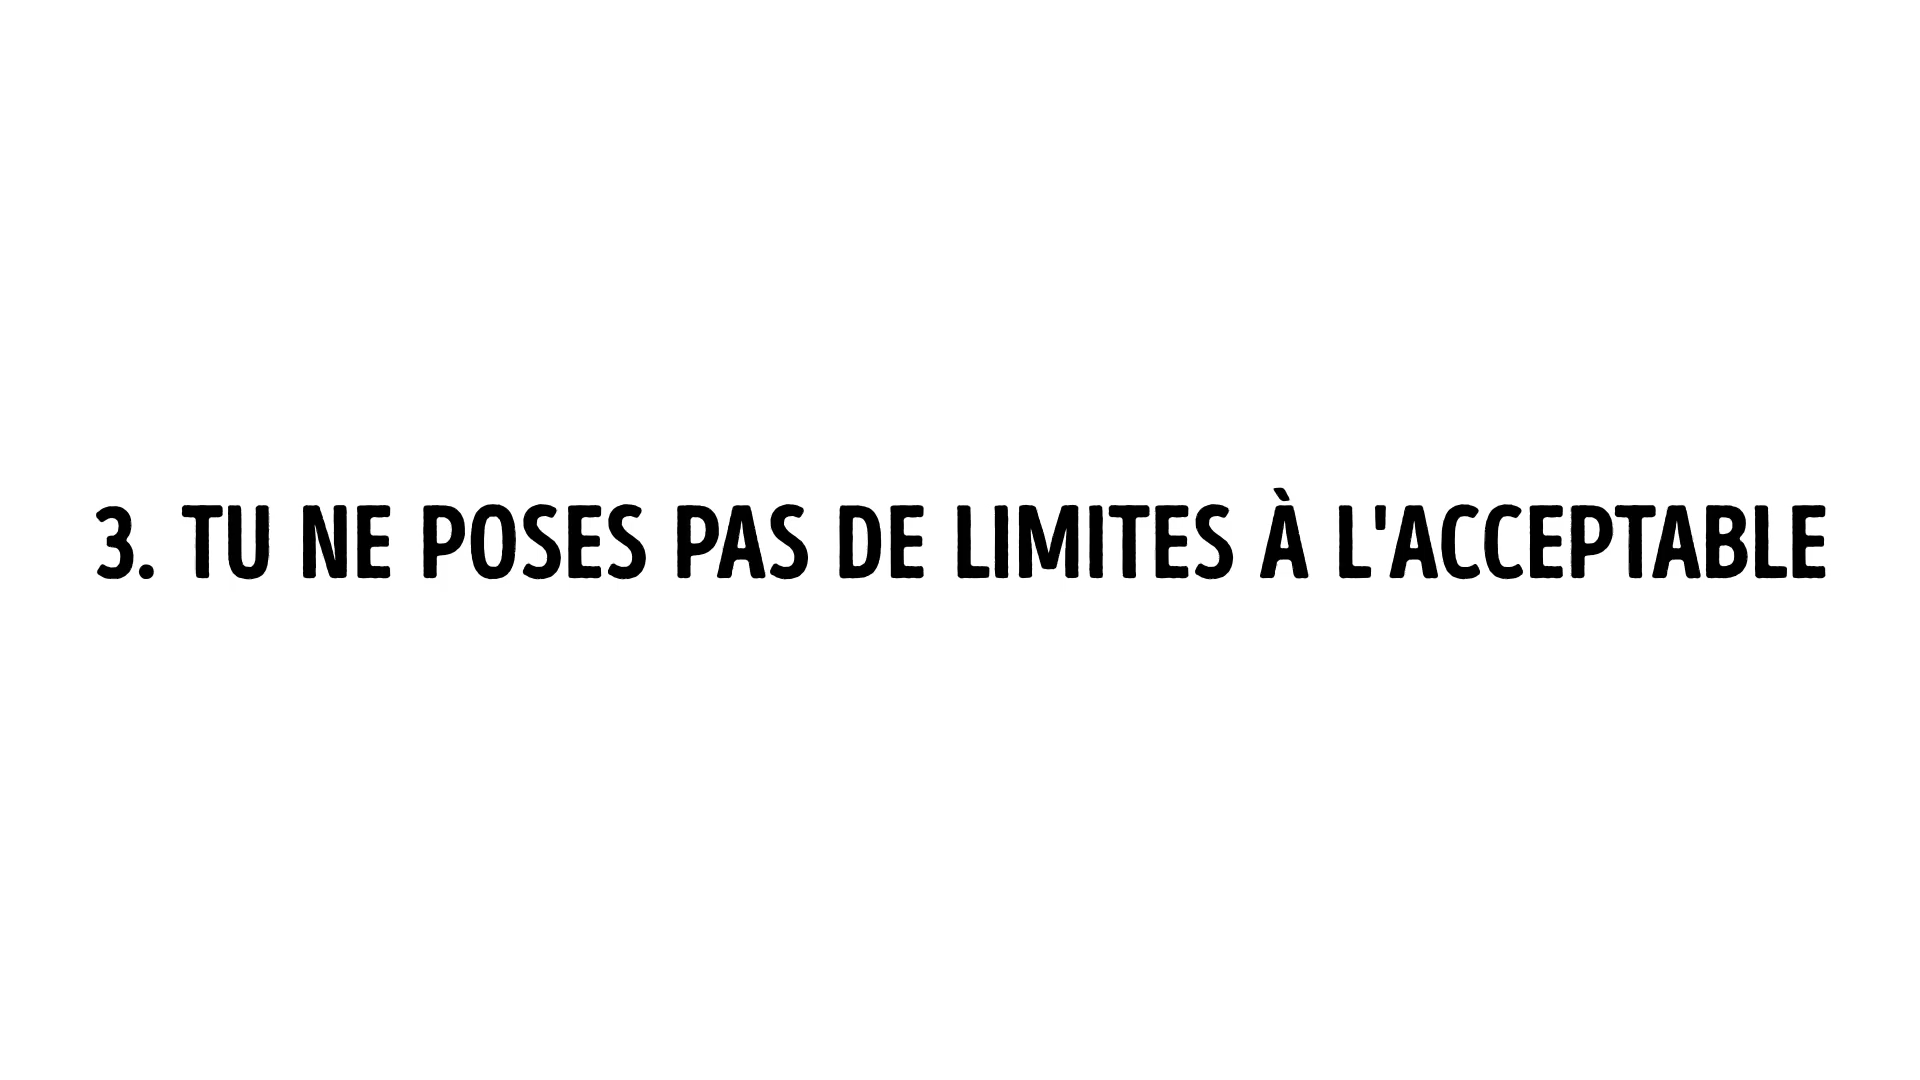 3. TU NE POSES PAS DE LIMITES À L'ACCEPTABLE